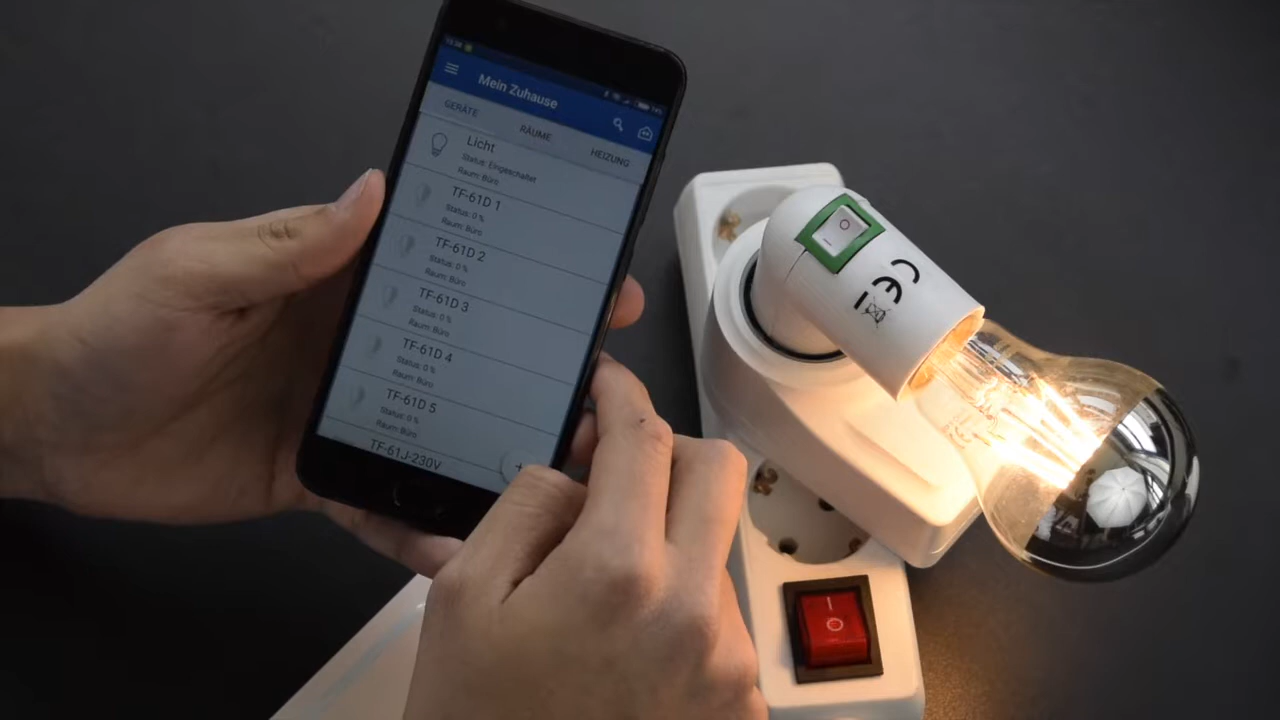 Mein Zuhause
GERÄTE
RÄUME
HEIZUNG
Licht
Status: Eingeschaltet
Raum: Büro
TF-61D 1
Status: 0 %
Raum: Büro
TF-61D 2
Status: 0 %
Raum: Büro
TF-61D 3
Status: 0 %
Raum: Büro
TF-61D 4
Status: 0 %
Raum: Büro
TF-61D 5
Status: 0 %
Raum: Büro
TF-61J-230V
CE